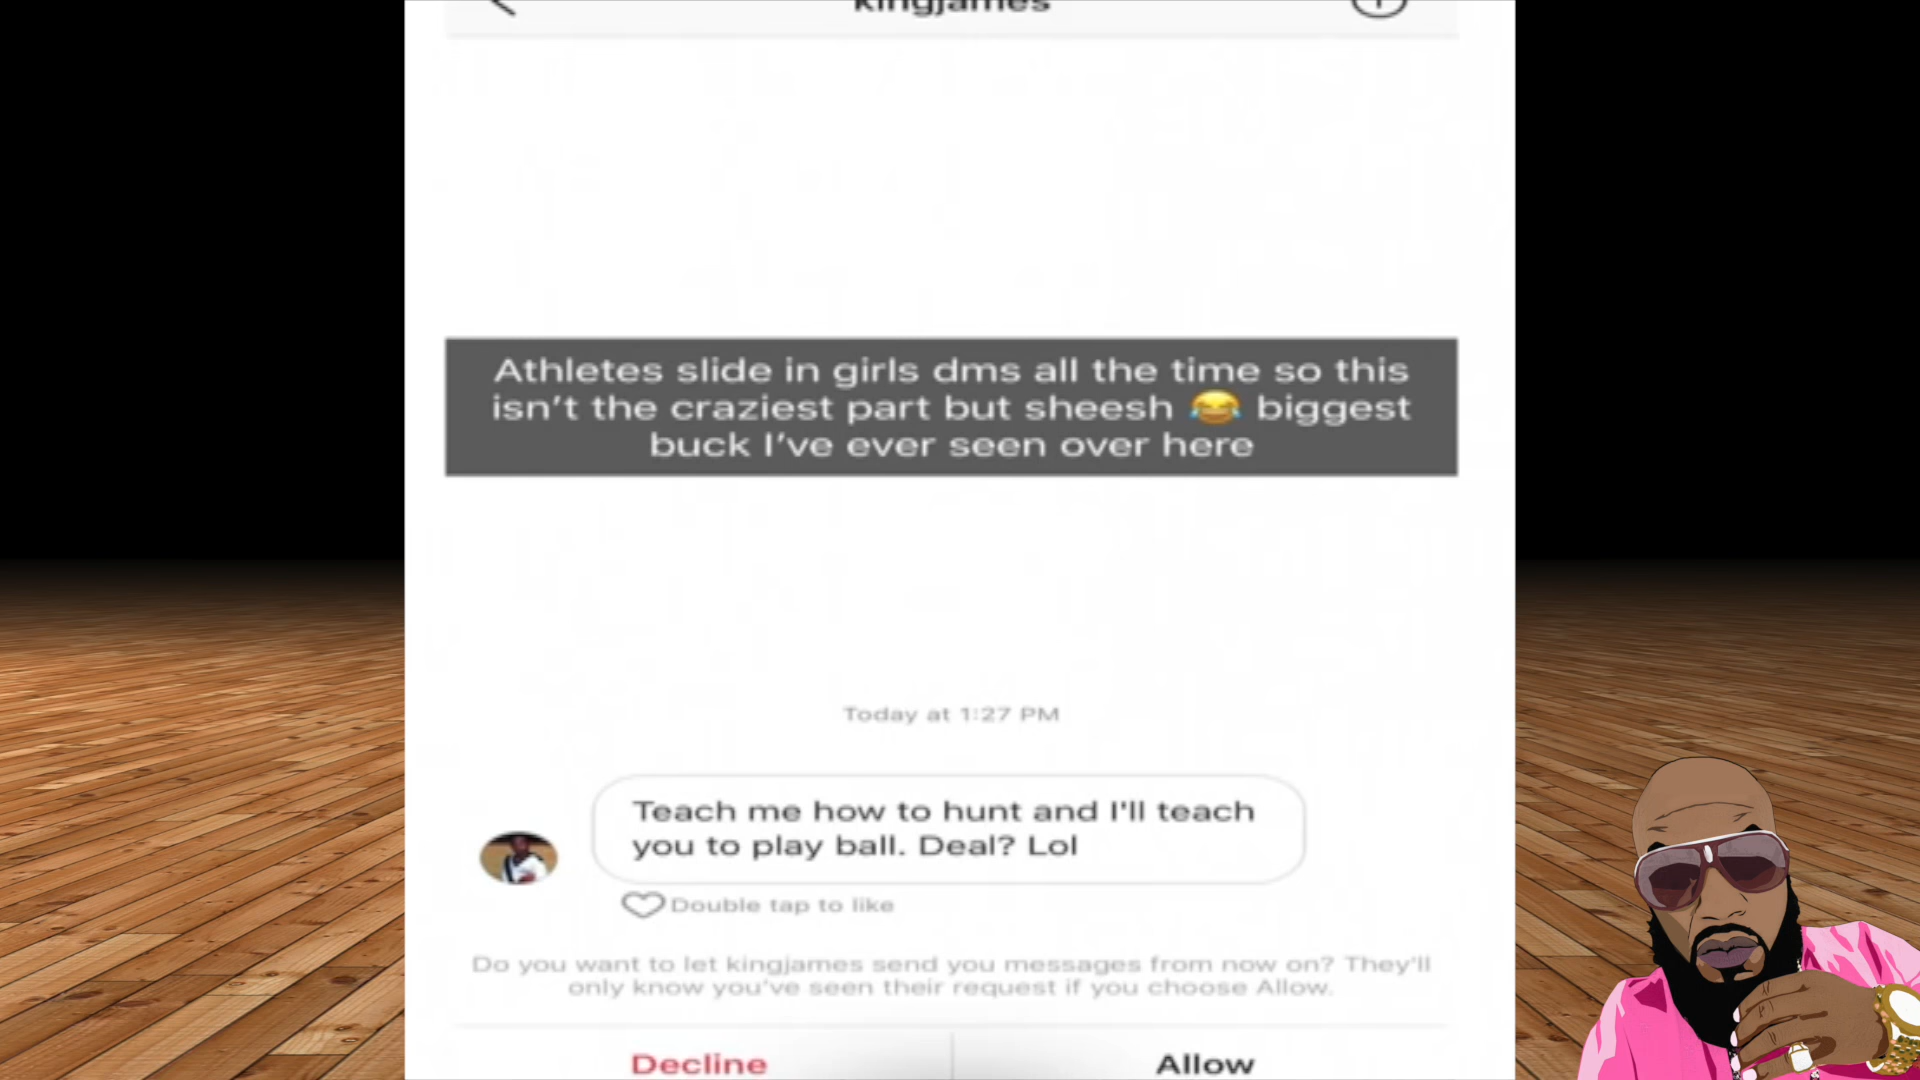 kingjames
Athletes slide in girls dms all the time so this
isn't the craziest part but sheesh 😂 biggest
buck I've ever seen over here
Today at 1:27 PM
Teach me how to hunt and I'll teach
you to play ball. Deal? Lol
Double tap to like
Do you want to let kingjames send you messages from now on? They'll
only know you've seen their request if you choose Allow.
Decline
Allow